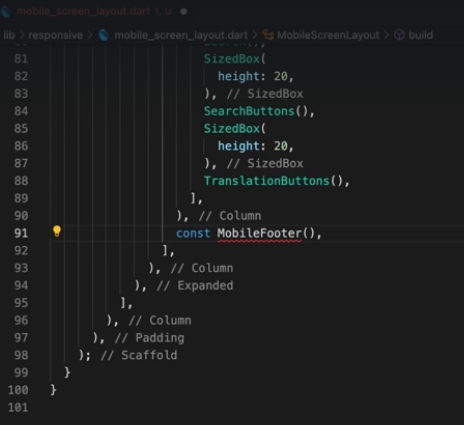 mobile_screen_layout.dart 1, U ●
lib > responsive > mobile_screen_layout.dart > MobileScreenLayout > build
81 SizedBox(
82 height: 20,
83 ), // SizedBox
84 SearchButtons(),
85 SizedBox(
86 height: 20,
87 ), // SizedBox
88 TranslationButtons(),
89 ],
90 ), // Column
91 const MobileFooter(),
92 ],
93 ), // Column
94 ), // Expanded
95 ],
96 ), // Column
97 ), // Padding
98 ); // Scaffold
99 }
100 }
101